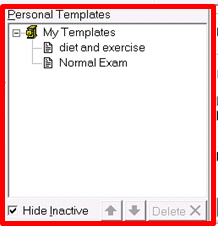 Personal Templates
My Templates
diet and exercise
Normal Exam
Hide Inactive
Delete